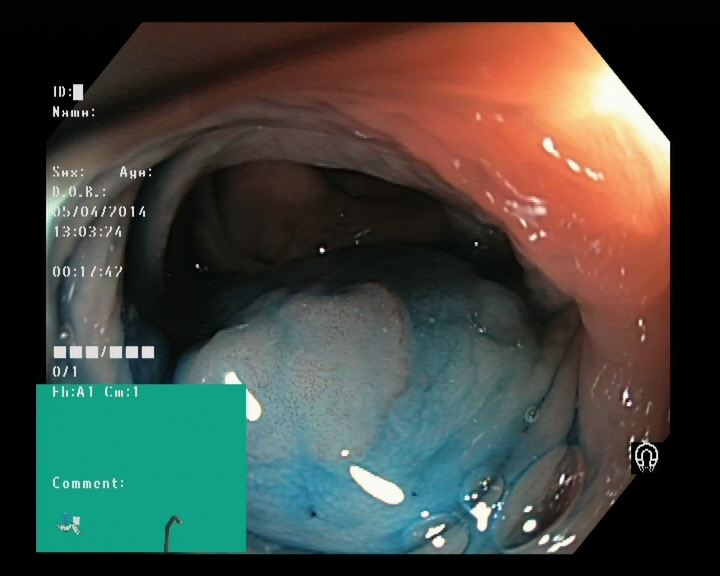 ID:
Name:
Sex: Age:
D.O.B.:
05/04/2014
13:03:24
00:17:42
/
0/1
Eh:A1 Cm:1
Comment: